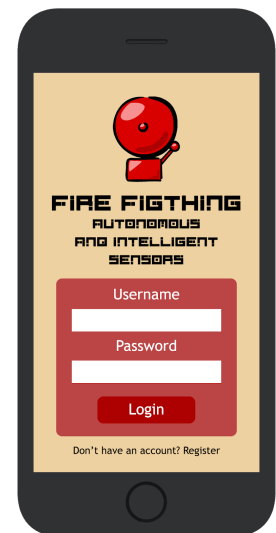 FIRE FIGTHING
AUTONOMOUS
AND INTELLIGENT
SENSORS
Username
Password
Login
Don't have an account? Register